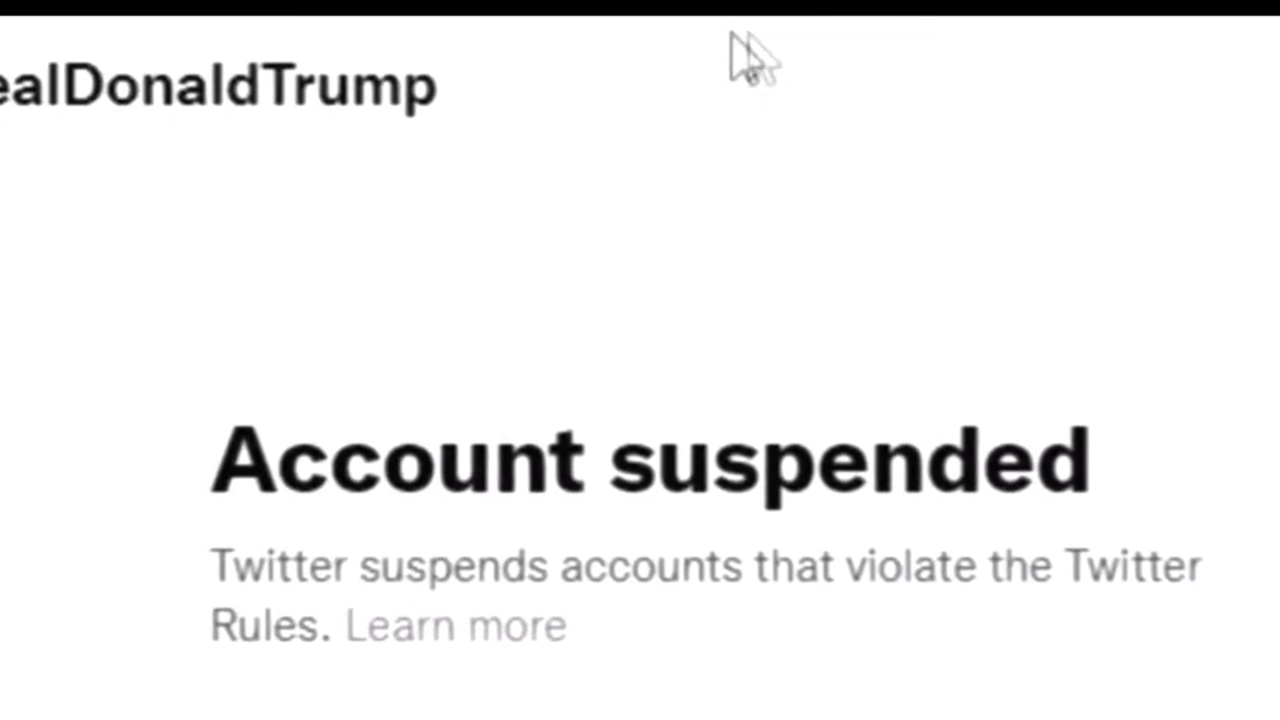 ealDonaldTrump
Account suspended
Twitter suspends accounts that violate the Twitter
Rules. Learn more